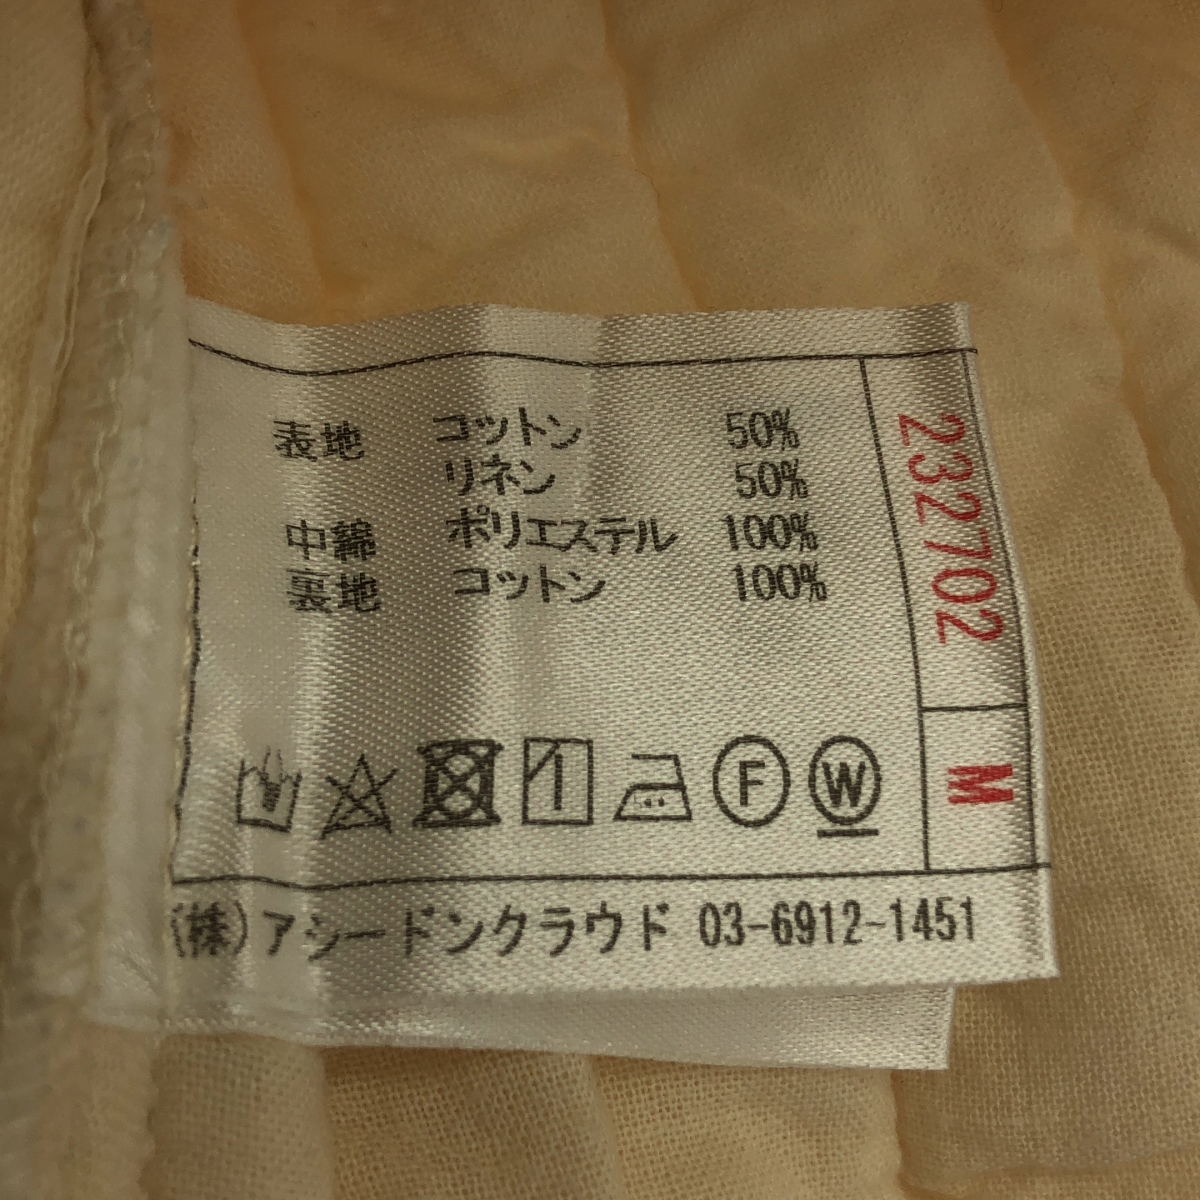 表地 コットン 50%
リネン 50%
中綿 ポリエステル 100%
裏地 コットン 100%
232702
M
F W
(株)アシードンクラウド 03-6912-1451